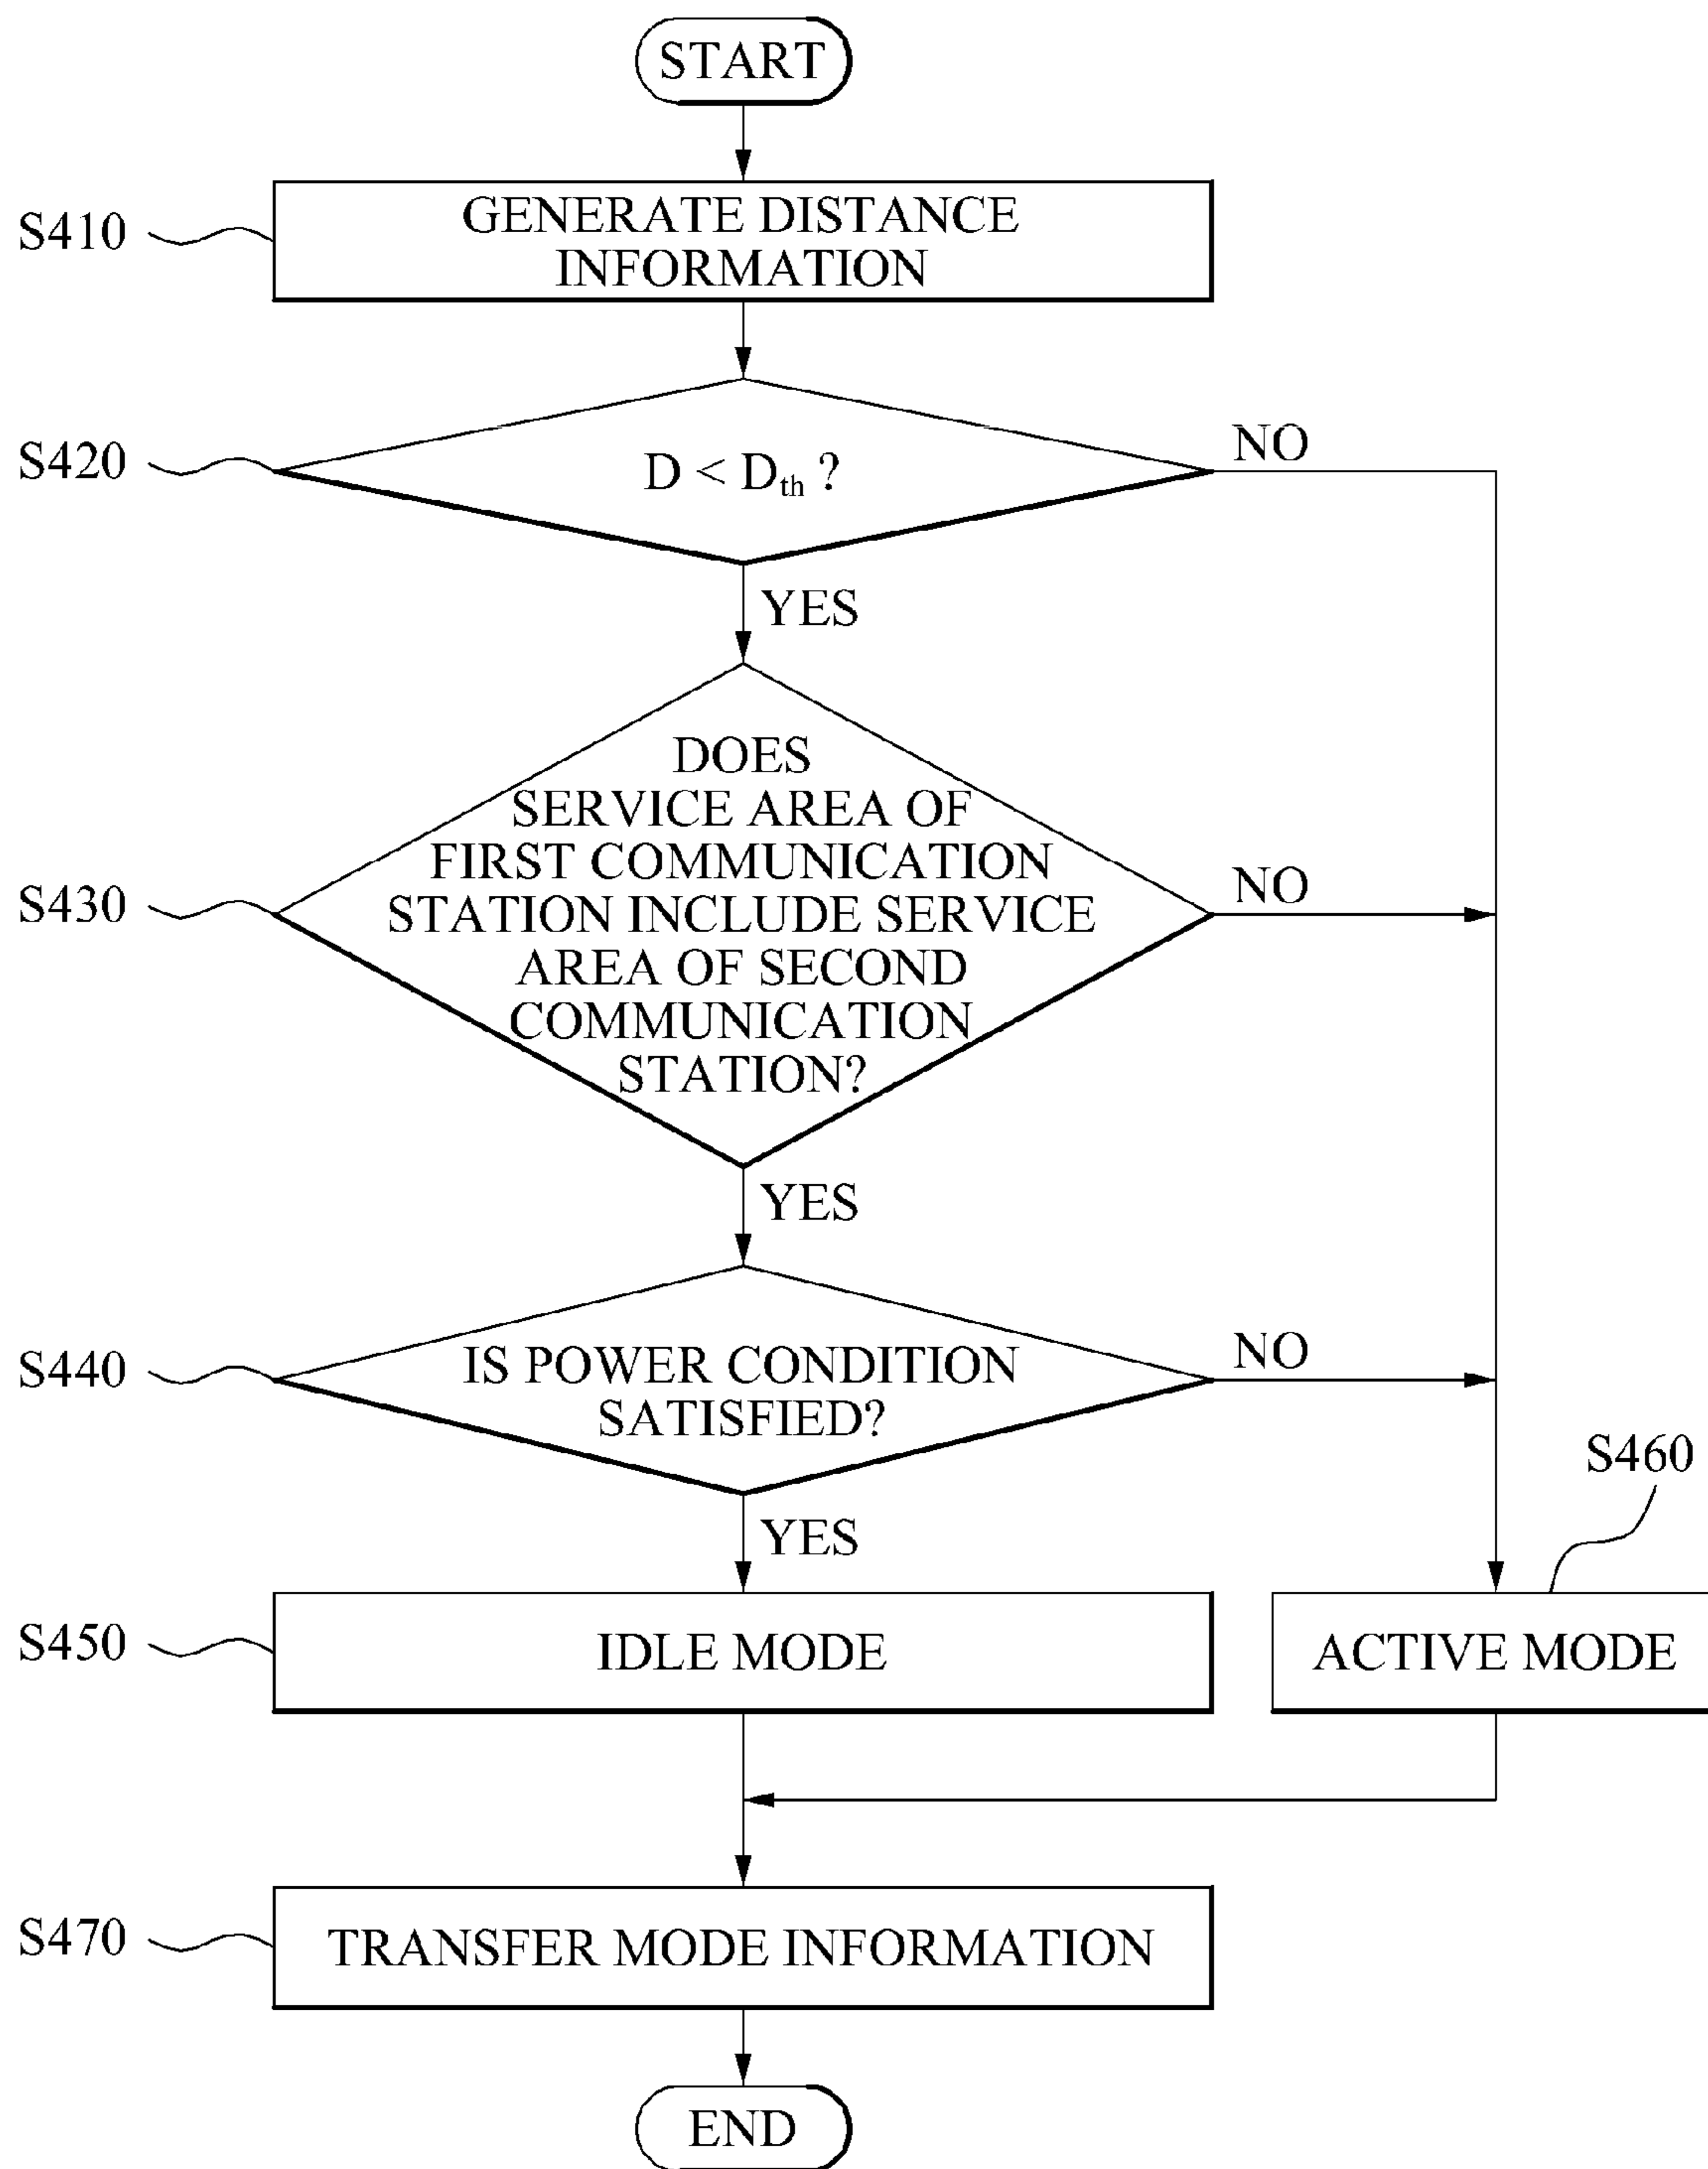 START
S410
GENERATE DISTANCE
INFORMATION
S420
D < Dth ?
NO
YES
S430
DOES
SERVICE AREA OF
FIRST COMMUNICATION
STATION INCLUDE SERVICE
AREA OF SECOND
COMMUNICATION
STATION?
NO
YES
S440
IS POWER CONDITION
SATISFIED?
NO
YES
S460
S450
IDLE MODE
ACTIVE MODE
S470
TRANSFER MODE INFORMATION
END